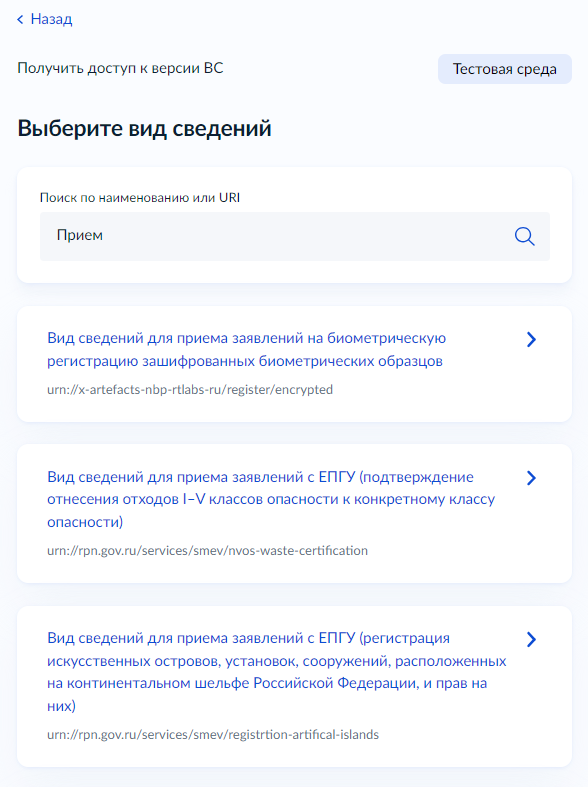 Назад
Получить доступ к версии ВС
Тестовая среда
Выберите вид сведений
Поиск по наименованию или URI
Прием
Вид сведений для приема заявлений на биометрическую
регистрацию зашифрованных биометрических образцов
urn://x-artefacts-nbp-rtlabs-ru/register/encrypted
Вид сведений для приема заявлений с ЕПГУ (подтверждение
отнесения отходов I–V классов опасности к конкретному классу
опасности)
urn://rpn.gov.ru/services/smev/nvos-waste-certification
Вид сведений для приема заявлений с ЕПГУ (регистрация
искусственных островов, установок, сооружений, расположенных
на континентальном шельфе Российской Федерации, и прав на
них)
urn://rpn.gov.ru/services/smev/registrtion-artifical-islands